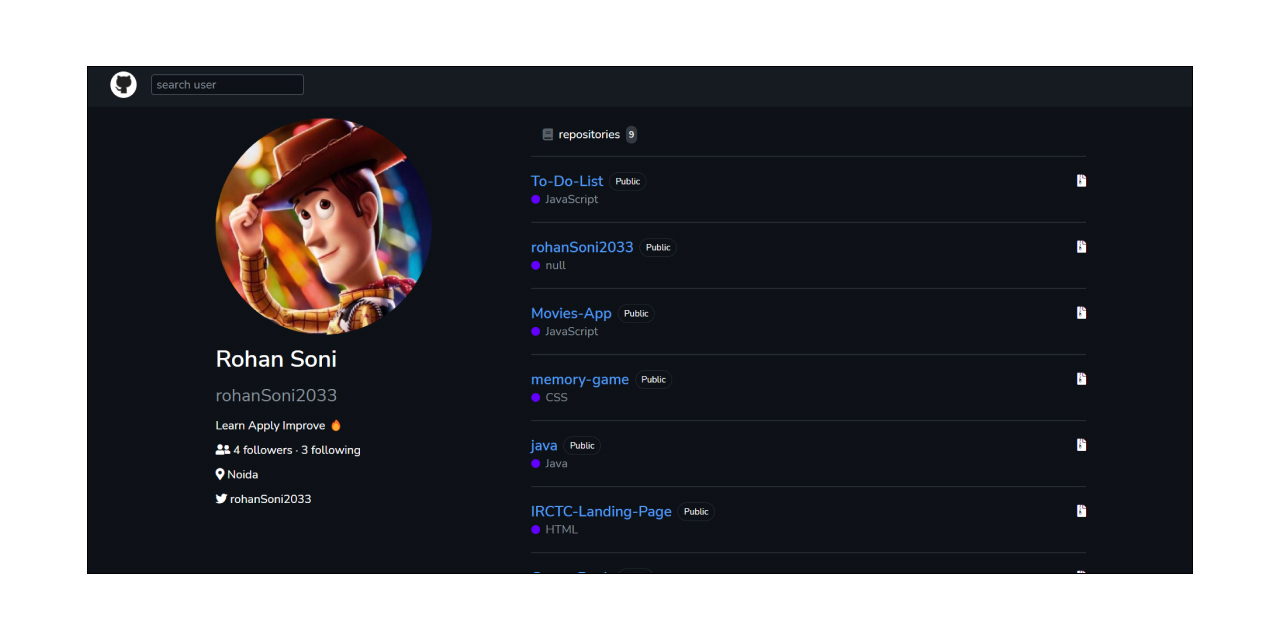 search user
repositories 9
To-Do-List Public
JavaScript
rohanSoni2033 Public
null
Movies-App Public
JavaScript
memory-game Public
CSS
java Public
Java
IRCTC-Landing-Page Public
HTML
Rohan Soni
rohanSoni2033
Learn Apply Improve 🔥
4 followers · 3 following
Noida
rohanSoni2033